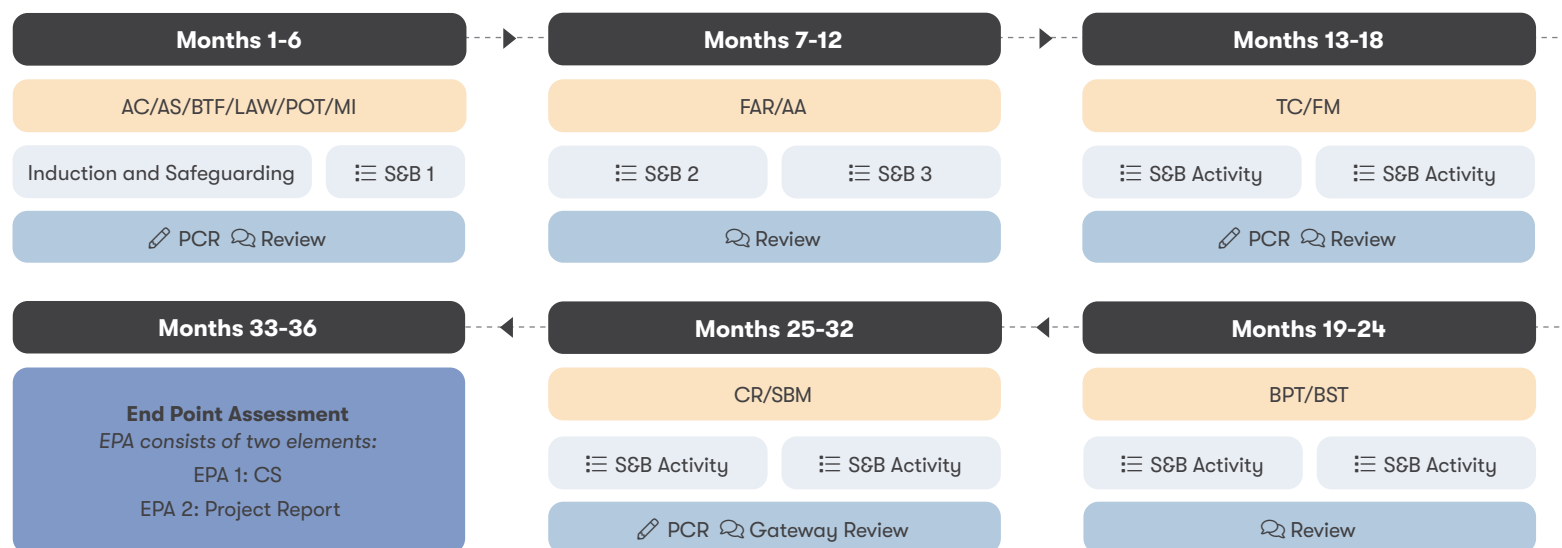 Months 1-6
AC/AS/BTF/LAW/POT/MI
Induction and Safeguarding
S&B 1
PCR Review
Months 7-12
FAR/AA
S&B 2
S&B 3
Review
Months 13-18
TC/FM
S&B Activity
S&B Activity
PCR Review
Months 19-24
BPT/BST
S&B Activity
S&B Activity
Review
Months 25-32
CR/SBM
S&B Activity
S&B Activity
PCR Gateway Review
Months 33-36
End Point Assessment
EPA consists of two elements:
EPA 1: CS
EPA 2: Project Report